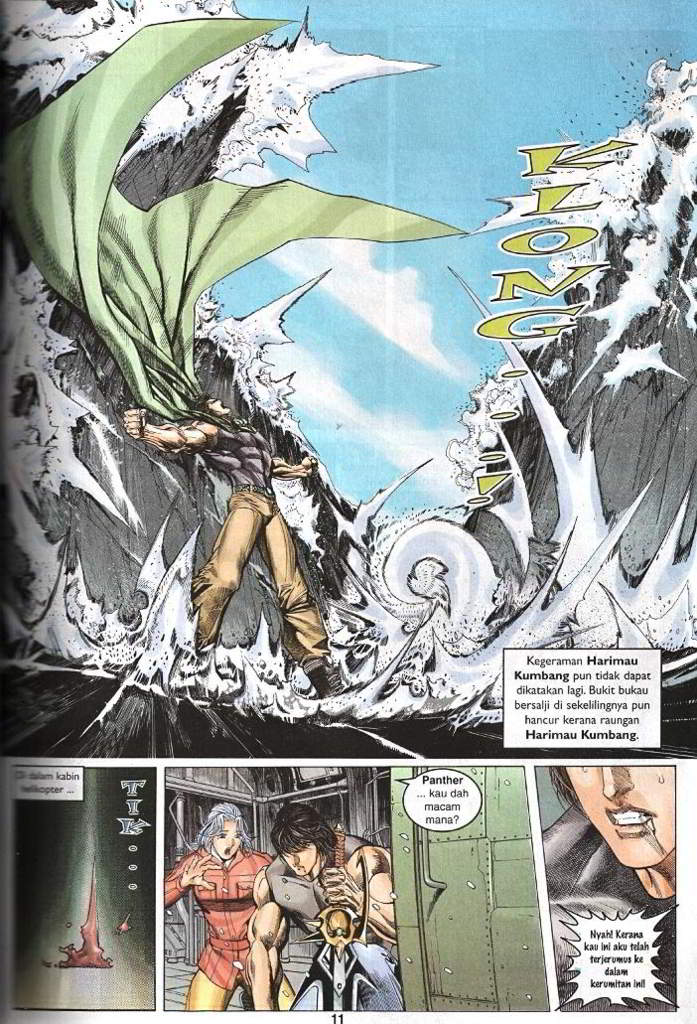 KLONG...!
Kegeraman Harimau
Kumbang pun tidak dapat
dikatakan lagi. Bukit bukau
bersalji di sekelilingnya pun
hancur kerana raungan
Harimau Kumbang.
Di dalam kabin
helikopter ...
TIK...
Panther
... kau dah
macam
mana?
Nyah! Kerana
kau ini aku telah
terjerumus ke
dalam
kerumitan ini!
11